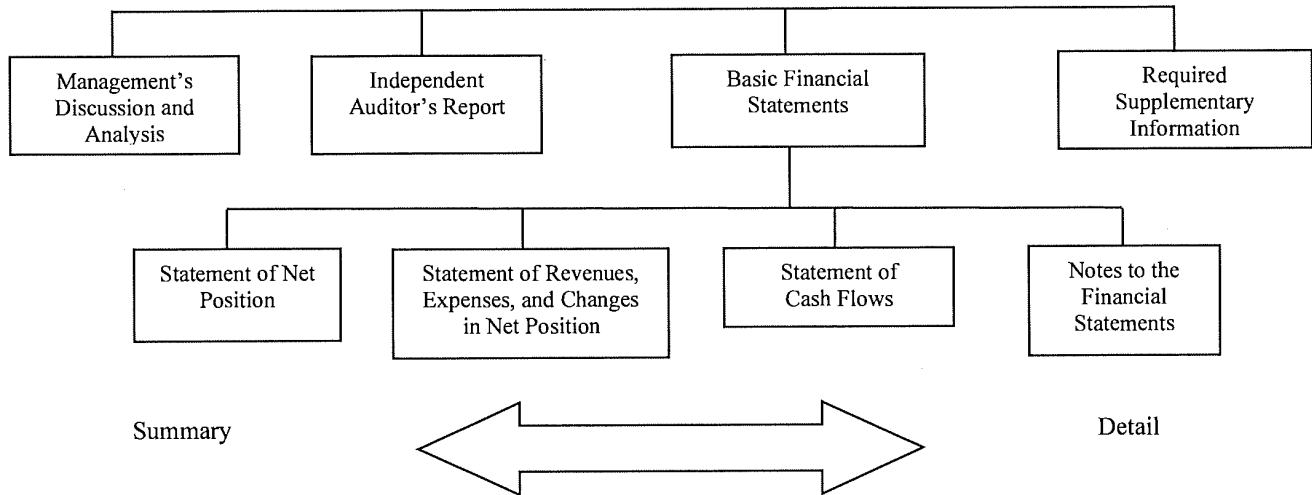 Management's
Discussion and
Analysis
Independent
Auditor's Report
Basic Financial
Statements
Required
Supplementary
Information
Statement of Net
Position
Statement of Revenues,
Expenses, and Changes
in Net Position
Statement of
Cash Flows
Notes to the
Financial
Statements
Summary
Detail